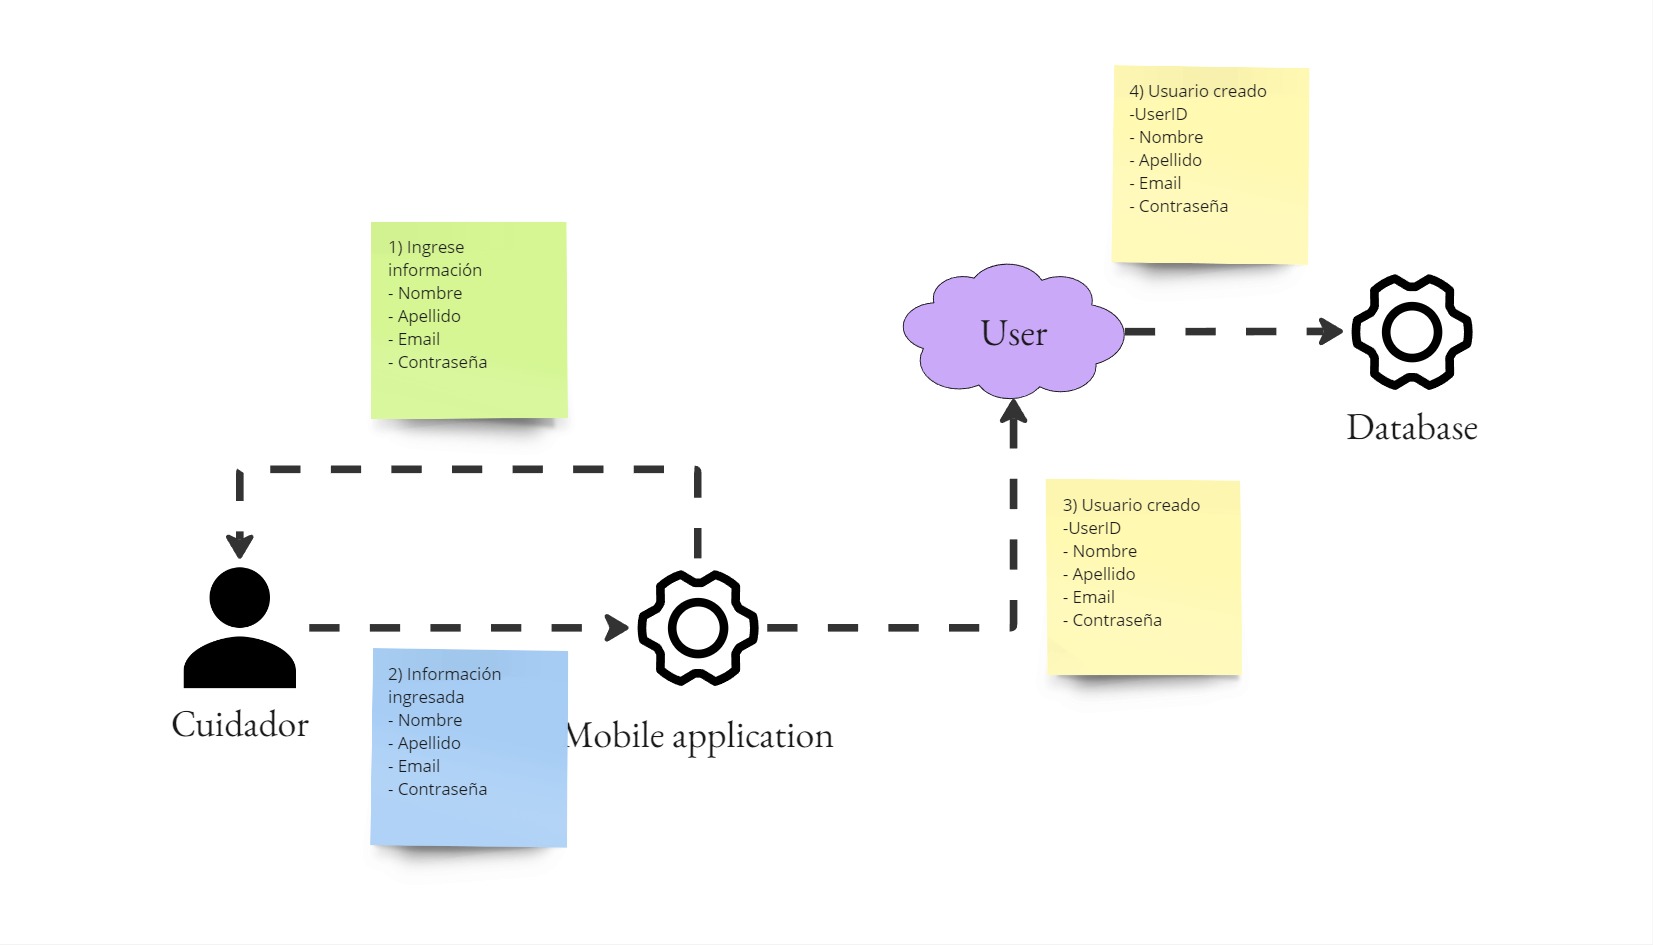 4) Usuario creado
-UserID
- Nombre
- Apellido
- Email
- Contraseña
1) Ingrese
información
- Nombre
- Apellido
- Email
- Contraseña
User
Database
3) Usuario creado
-UserID
- Nombre
- Apellido
- Email
- Contraseña
Cuidador
2) Información
ingresada
- Nombre
- Apellido
- Email
- Contraseña
Mobile application